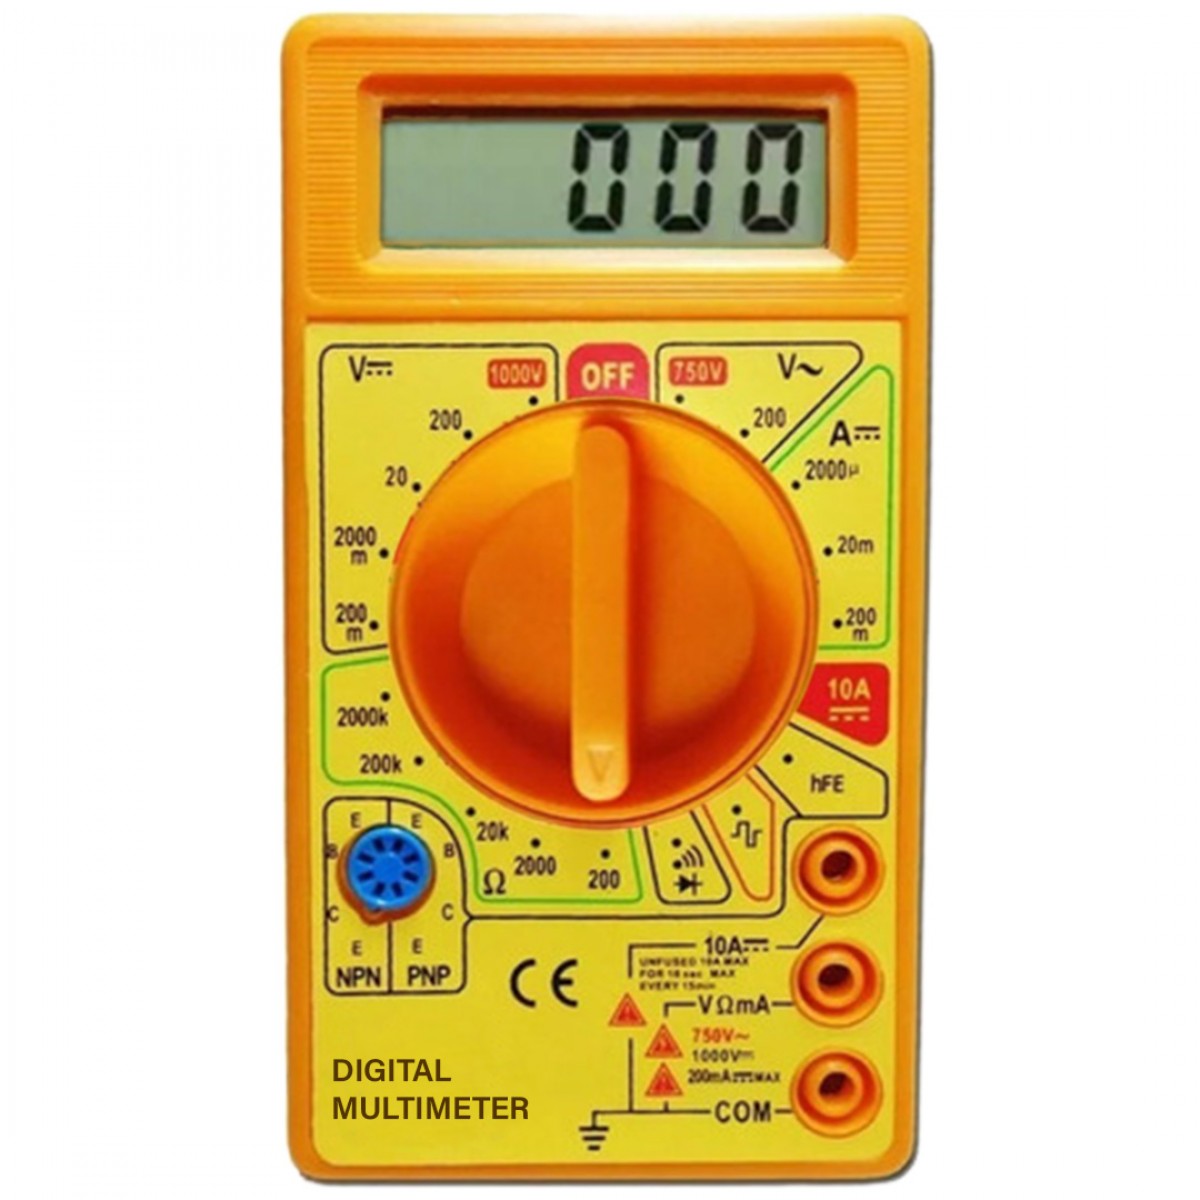 000
V⎓
1000V
OFF
750V
V~
200
200
A⎓
20
2000µ
2000
m
20m
200
m
200
m
2000k
10A
⎓
200k
hFE
20k
2000
200
Ω
E
E
B
B
C
C
E
E
NPN
PNP
10A⎓
UNFUSED 10A MAX
FOR 10 sec MAX
EVERY 15min
VΩmA
750V~
1000V⎓
200mA⎓MAX
COM
CE
V
DIGITAL
MULTIMETER